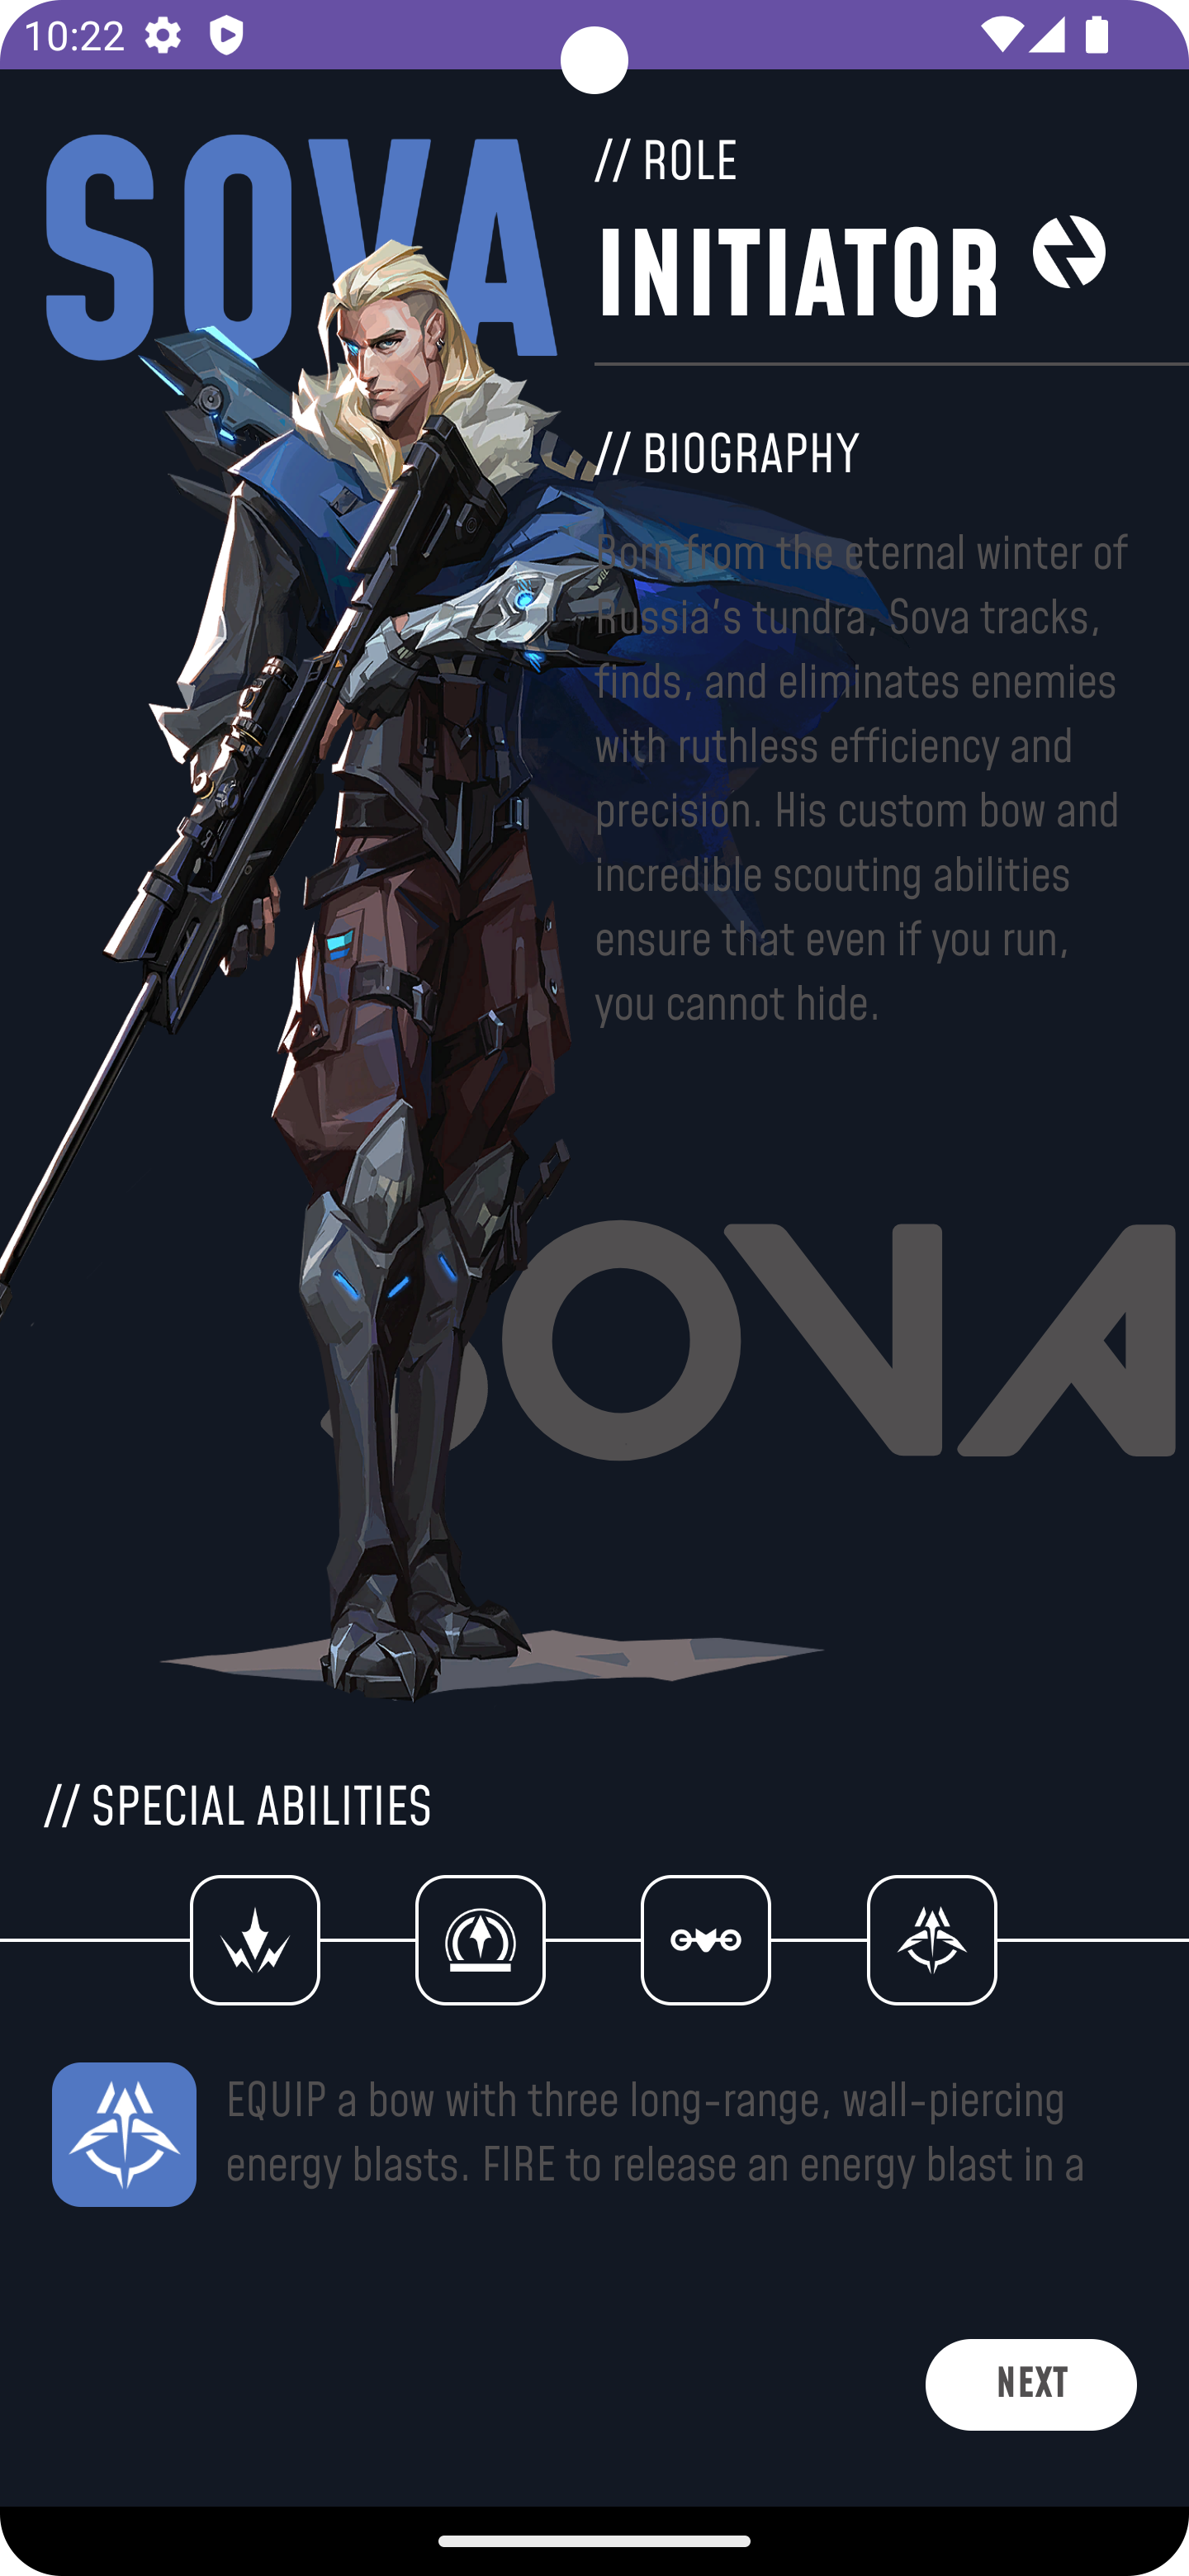 10:22
SOVA
// ROLE
INITIATOR
// BIOGRAPHY
Born from the eternal winter of
Russia's tundra, Sova tracks,
finds, and eliminates enemies
with ruthless efficiency and
precision. His custom bow and
incredible scouting abilities
ensure that even if you run,
you cannot hide.
SOVA
// SPECIAL ABILITIES
EQUIP a bow with three long-range, wall-piercing
energy blasts. FIRE to release an energy blast in a
NEXT